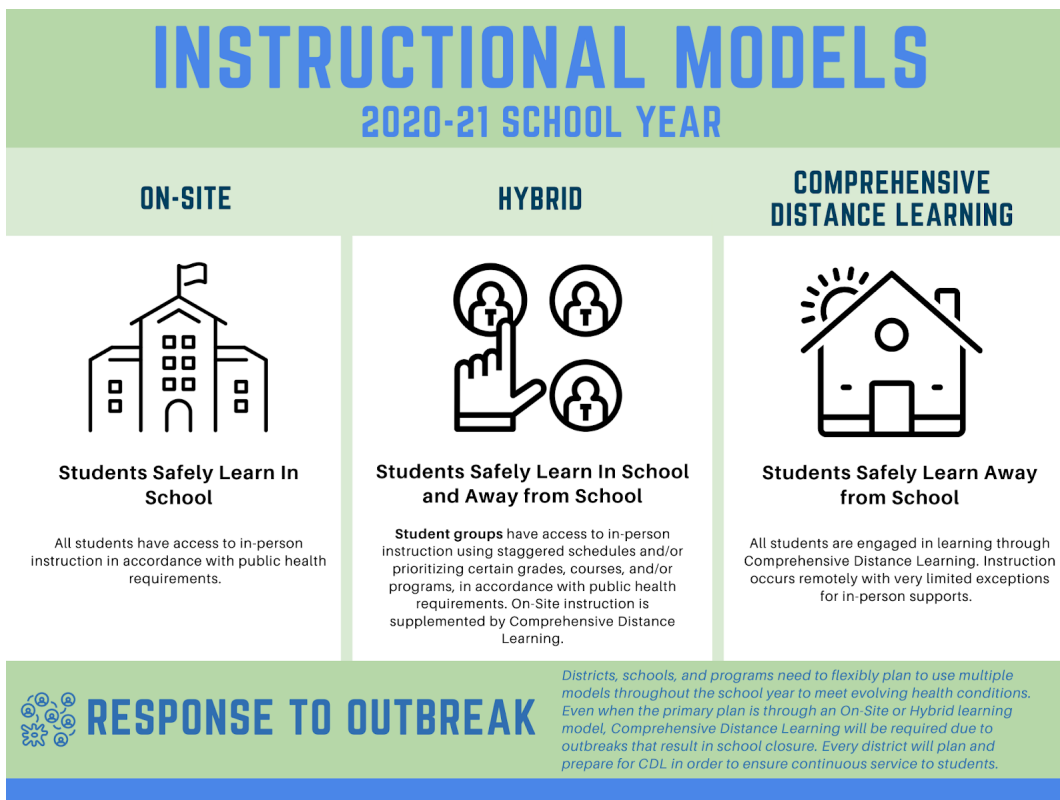 INSTRUCTIONAL MODELS
2020-21 SCHOOL YEAR
ON-SITE
Students Safely Learn In
School
All students have access to in-person
instruction in accordance with public health
requirements.
HYBRID
Students Safely Learn In School
and Away from School
Student groups have access to in-person
instruction using staggered schedules and/or
prioritizing certain grades, courses, and/or
programs, in accordance with public health
requirements. On-Site instruction is
supplemented by Comprehensive Distance
Learning.
COMPREHENSIVE
DISTANCE LEARNING
Students Safely Learn Away
from School
All students are engaged in learning through
Comprehensive Distance Learning. Instruction
occurs remotely with very limited exceptions
for in-person supports.
RESPONSE TO OUTBREAK
Districts, schools, and programs need to flexibly plan to use multiple
models throughout the school year to meet evolving health conditions.
Even when the primary plan is through an On-Site or Hybrid learning
model, Comprehensive Distance Learning will be required due to
outbreaks that result in school closure. Every district will plan and
prepare for CDL in order to ensure continuous service to students.